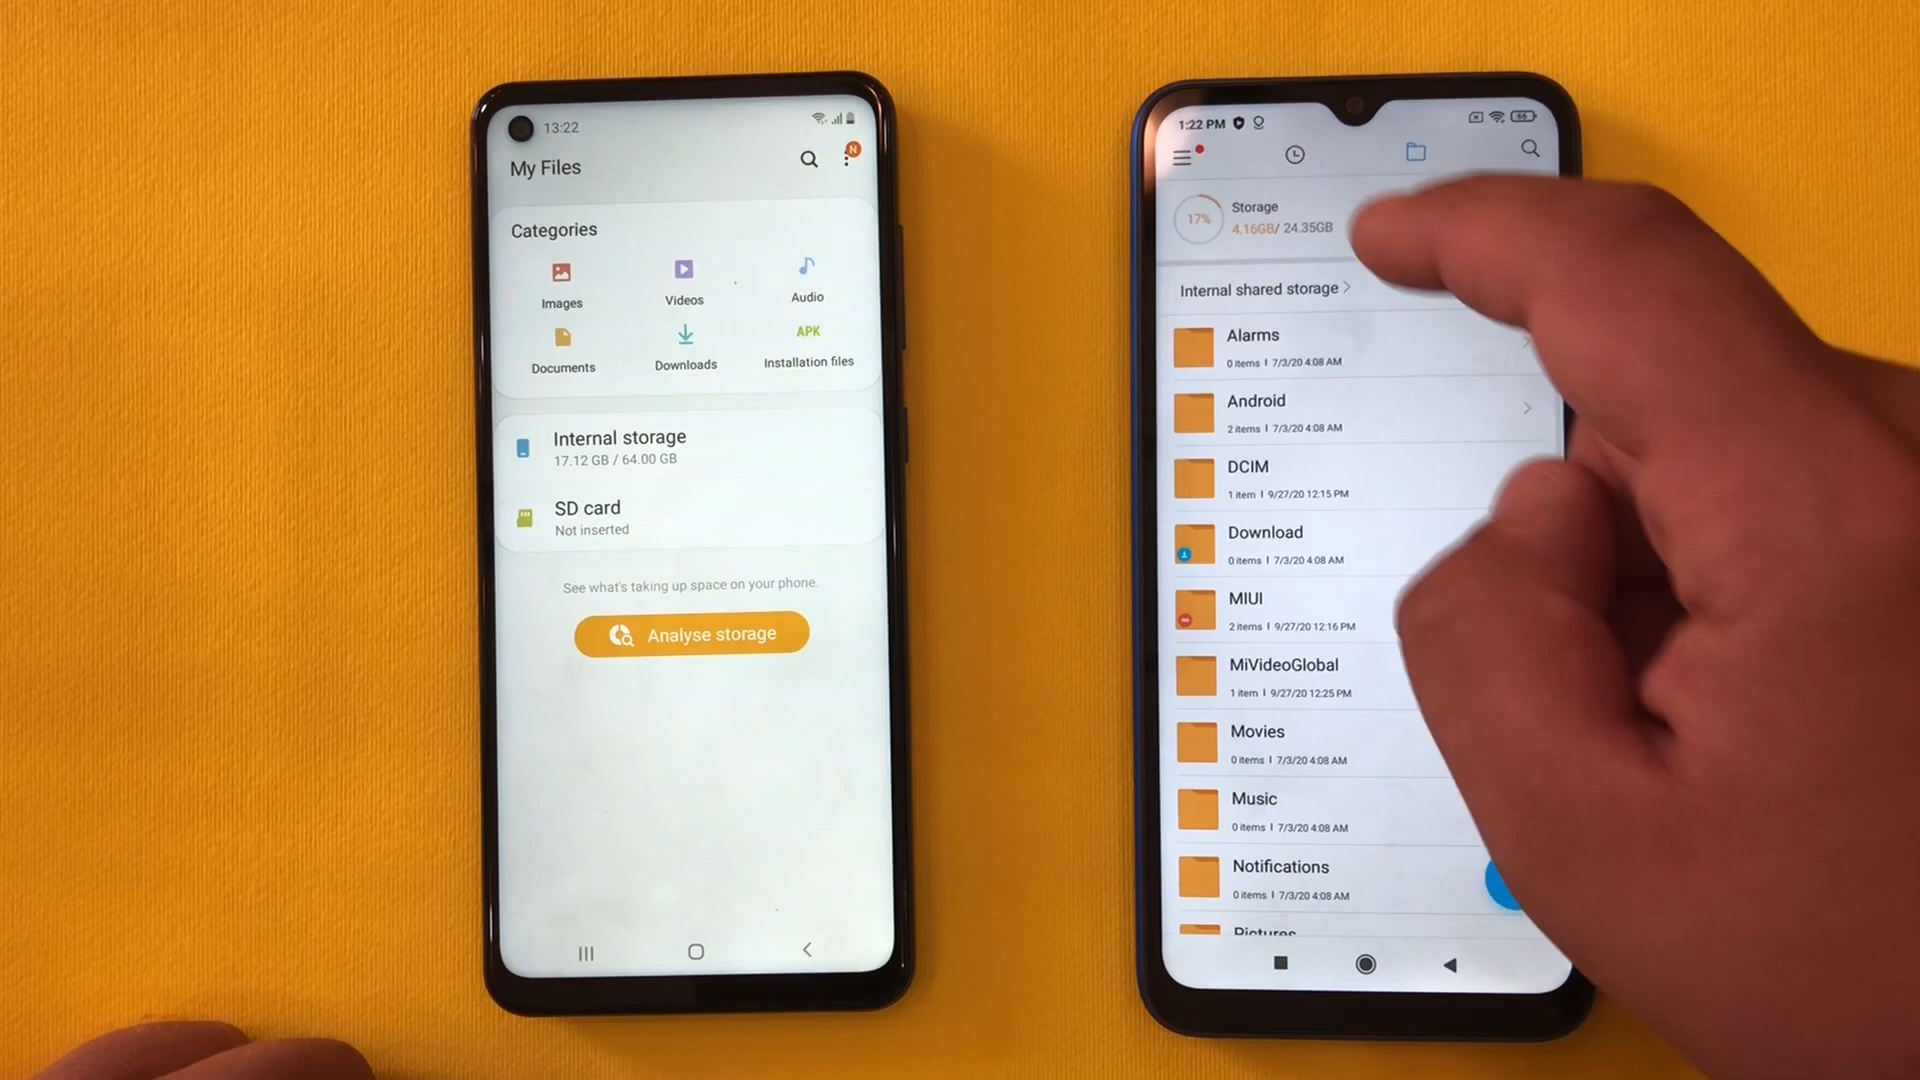 13:22
My Files
N
Categories
Images
Videos
Audio
Documents
Downloads
APK
Installation files
Internal storage
17.12 GB / 64.00 GB
SD card
Not inserted
See what's taking up space on your phone.
Analyse storage
1:22 PM
66
17%
Storage
4.16GB/ 24.35GB
Internal shared storage >
Alarms
0 items | 7/3/20 4:08 AM
Android
2 items | 7/3/20 4:08 AM
DCIM
1 item | 9/27/20 12:15 PM
Download
0 items | 7/3/20 4:08 AM
MIUI
2 items | 9/27/20 12:16 PM
MiVideoGlobal
1 item | 9/27/20 12:25 PM
Movies
0 items | 7/3/20 4:08 AM
Music
0 items | 7/3/20 4:08 AM
Notifications
0 items | 7/3/20 4:08 AM
Pictures